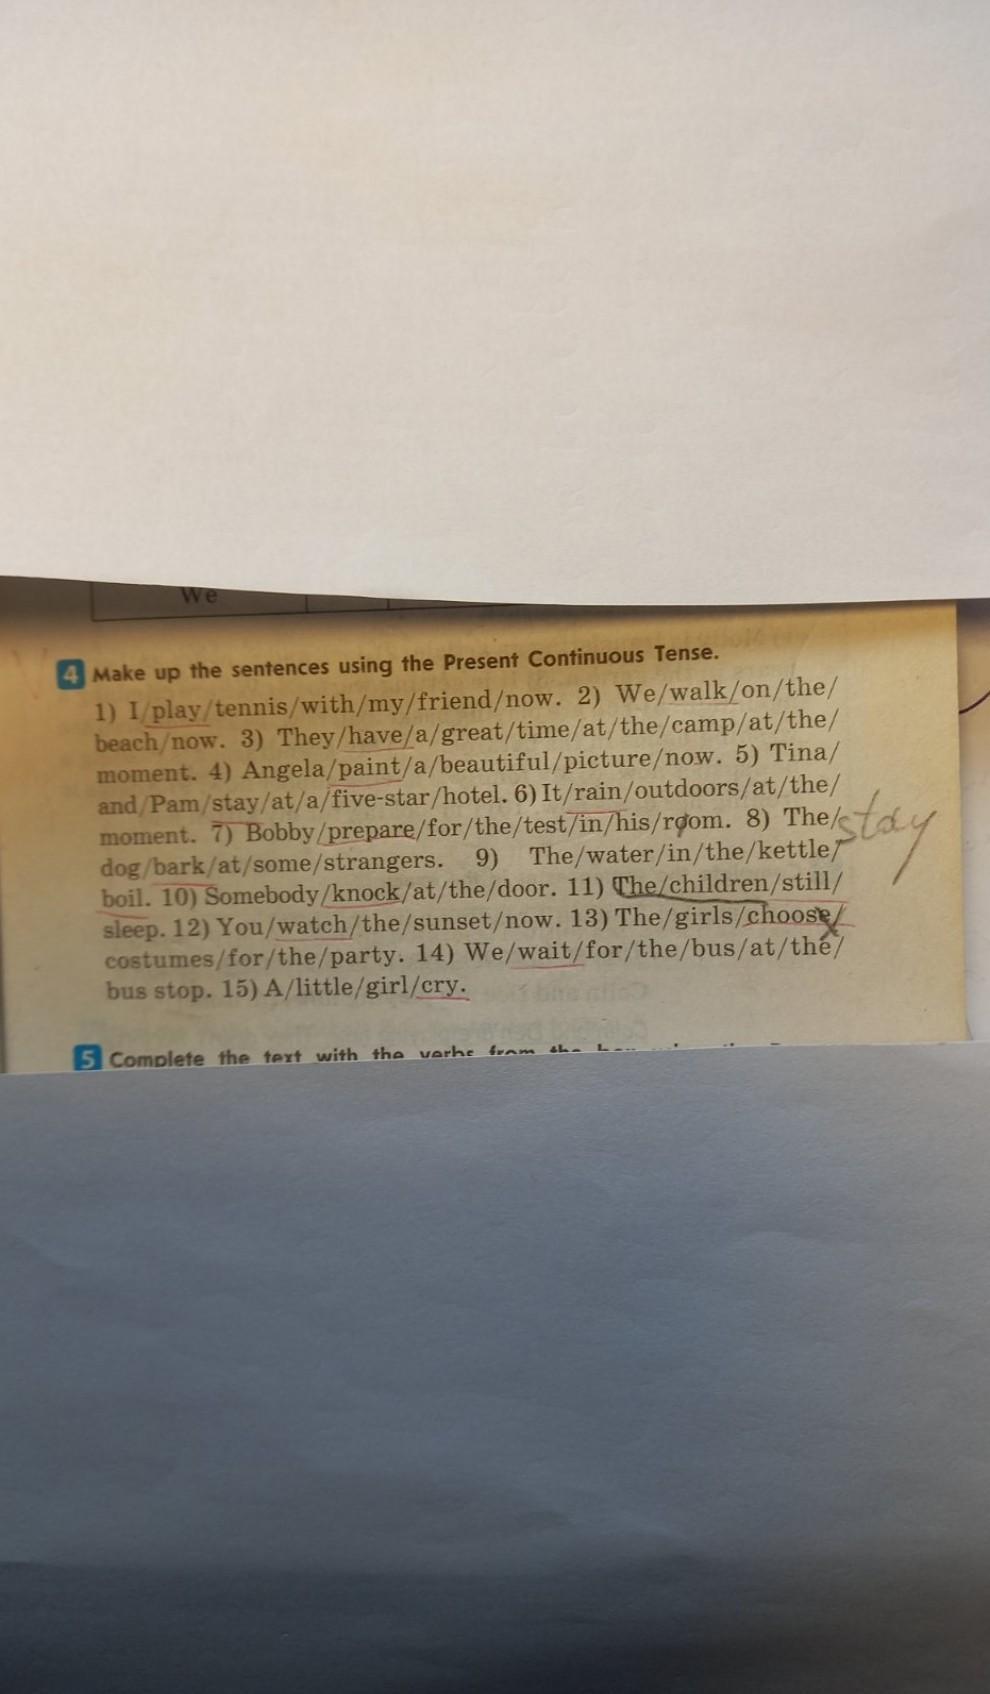 We
4 Make up the sentences using the Present Continuous Tense.
1) I/play/tennis/with/my/friend/now. 2) We/walk/on/the/
beach/now. 3) They/have/a/great/time/at/the/camp/at/the/
moment. 4) Angela/paint/a/beautiful/picture/now. 5) Tina/
and/Pam/stay/at/a/five-star/hotel. 6) It/rain/outdoors/at/the/
moment. 7) Bobby/prepare/for/the/test/in/his/room. 8) The/ stay
dog/bark/at/some/strangers. 9) The/water/in/the/kettle/
boil. 10) Somebody/knock/at/the/door. 11) The/children/still/
sleep. 12) You/watch/the/sunset/now. 13) The/girls/choose/
costumes/for/the/party. 14) We/wait/for/the/bus/at/the/
bus stop. 15) A/little/girl/cry.
5 Complete the text with the verbs from the